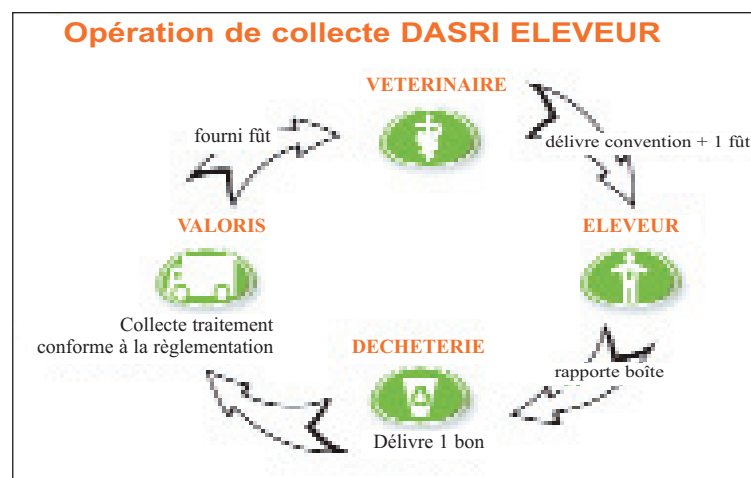 Opération de collecte DASRI ELEVEUR
VETERINAIRE
fourni fût
délivre convention + 1 fût
VALORIS
ELEVEUR
Collecte traitement
conforme à la règlementation
DECHETERIE
rapporte boîte
Délivre 1 bon